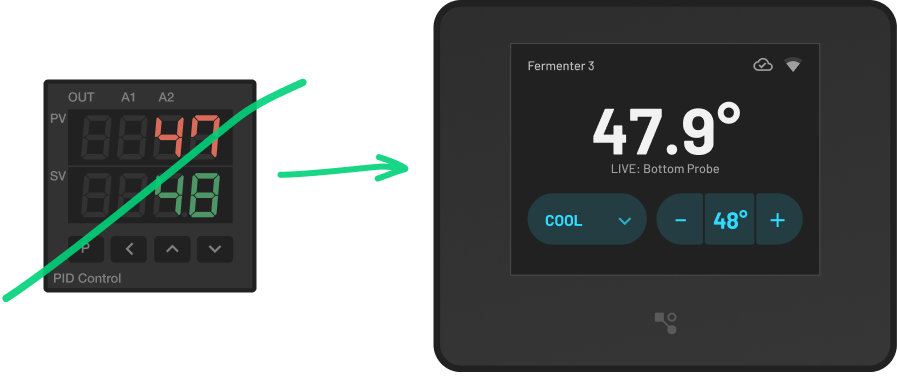 OUT A1 A2
PV 47
SV 48
P
PID Control
Fermenter 3
47.9°
LIVE: Bottom Probe
COOL − 48° +